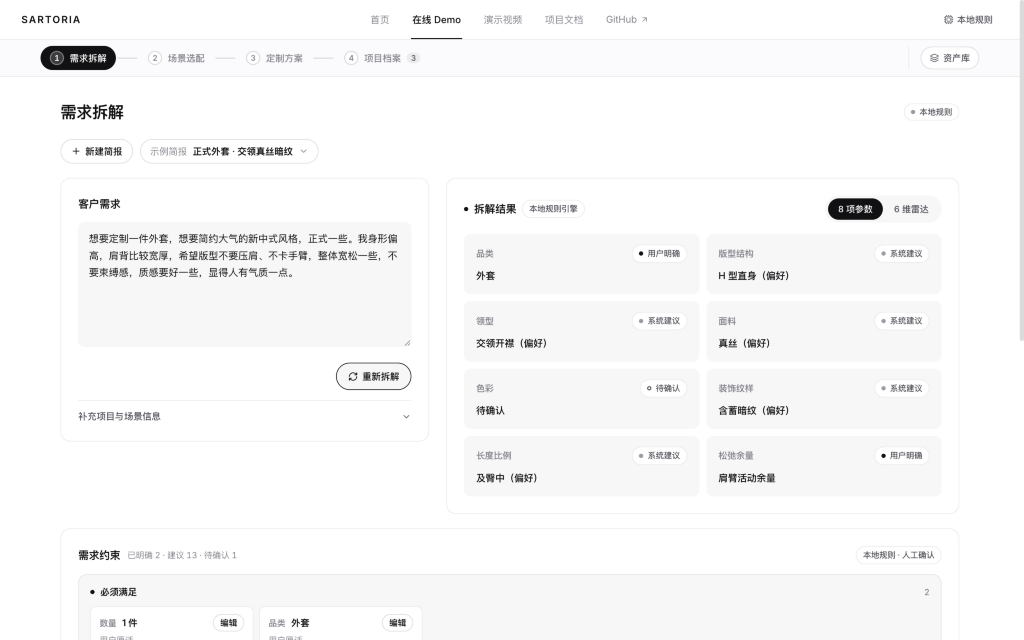 SARTORIA
首页
在线 Demo
演示视频
项目文档
GitHub ↗
本地规则
1 需求拆解
2 场景选配
3 定制方案
4 项目档案 3
资产库
需求拆解
本地规则
+ 新建简报
示例简报 正式外套 · 交领真丝暗纹
客户需求
想要定制一件外套，想要简约大气的新中式风格，正式一些。我身形偏
高，肩背比较宽厚，希望版型不要压肩、不卡手臂，整体宽松一些，不
要束缚感，质感要好一些，显得人有气质一点。
重新拆解
补充项目与场景信息
拆解结果 本地规则引擎
8 项参数
6 维雷达
品类 用户明确
外套
版型结构 系统建议
H 型直身（偏好）
领型 系统建议
交领开襟（偏好）
面料 系统建议
真丝（偏好）
色彩 待确认
待确认
装饰纹样 系统建议
含蓄暗纹（偏好）
长度比例 系统建议
及臀中（偏好）
松弛余量 用户明确
肩臂活动余量
需求约束 已明确 2 · 建议 13 · 待确认 1
本地规则 · 人工确认
必须满足 2
数量 1 件 编辑
品类 外套 编辑